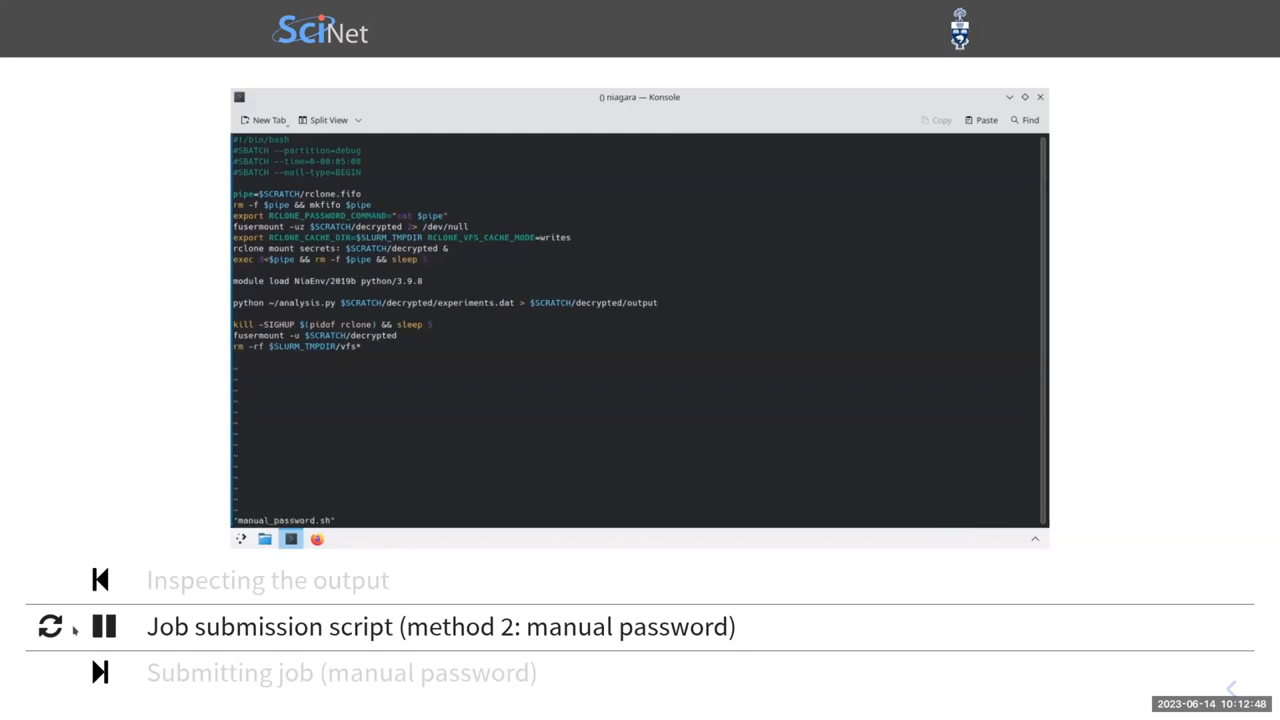 SciNet
() niagara — Konsole
New Tab Split View Copy Paste Find
#!/bin/bash
#SBATCH --partition=debug
#SBATCH --time=0-00:05:00
#SBATCH --mail-type=BEGIN
pipe=$SCRATCH/rclone.fifo
rm -f $pipe && mkfifo $pipe
export RCLONE_PASSWORD_COMMAND="cat $pipe"
fusermount -uz $SCRATCH/decrypted 2> /dev/null
export RCLONE_CACHE_DIR=$SLURM_TMPDIR RCLONE_VFS_CACHE_MODE=writes
rclone mount secrets: $SCRATCH/decrypted &
exec 3<$pipe && rm -f $pipe && sleep
module load NiaEnv/2019b python/3.9.8
python ~/analysis.py $SCRATCH/decrypted/experiments.dat > $SCRATCH/decrypted/output
kill -SIGHUP $(pidof rclone) && sleep 5
fusermount -u $SCRATCH/decrypted
rm -rf $SLURM_TMPDIR/vfs*
~
~
~
~
~
~
~
~
~
~
~
~
~
"manual_password.sh"
Inspecting the output
Job submission script (method 2: manual password)
Submitting job (manual password)
2023-06-14 10:12:48